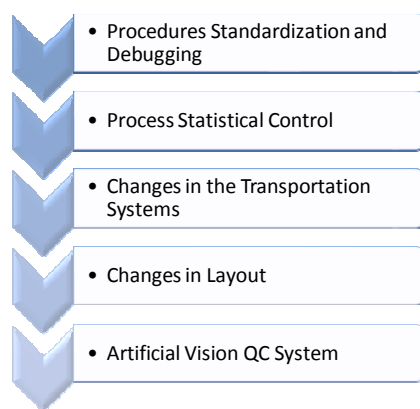 • Procedures Standardization and
Debugging
• Process Statistical Control
• Changes in the Transportation
Systems
• Changes in Layout
• Artificial Vision QC System